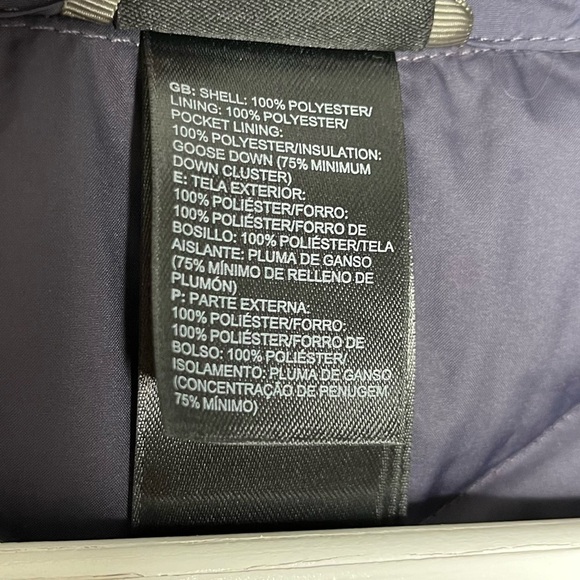 GB: SHELL: 100% POLYESTER/
LINING: 100% POLYESTER/
POCKET LINING:
100% POLYESTER/INSULATION:
GOOSE DOWN (75% MINIMUM
DOWN CLUSTER)
E: TELA EXTERIOR:
100% POLIÉSTER/FORRO:
100% POLIÉSTER/FORRO DE
BOSILLO: 100% POLIÉSTER/TELA
AISLANTE: PLUMA DE GANSO
(75% MÍNIMO DE RELLENO DE
PLUMÓN)
P: PARTE EXTERNA:
100% POLIÉSTER/FORRO:
100% POLIÉSTER/FORRO DE
BOLSO: 100% POLIÉSTER/
ISOLAMENTO: PLUMA DE GANSO
(CONCENTRAÇÃO DE PENUGEM
75% MÍNIMO)